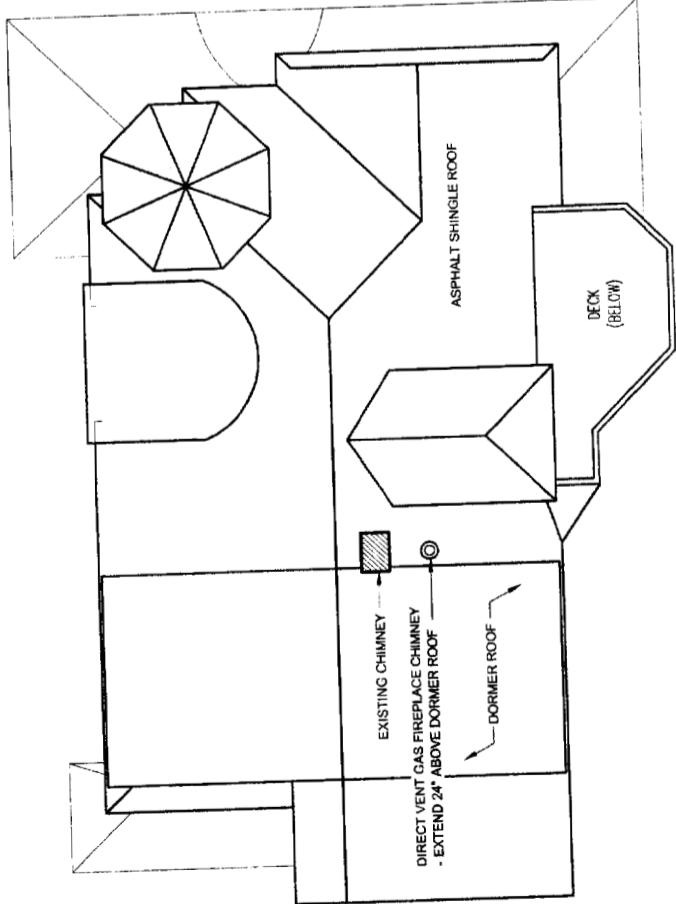 ASPHALT SHINGLE ROOF
DECK
(BELOW)
EXISTING CHIMNEY
DIRECT VENT GAS FIREPLACE CHIMNEY
- EXTEND 24" ABOVE DORMER ROOF
DORMER ROOF